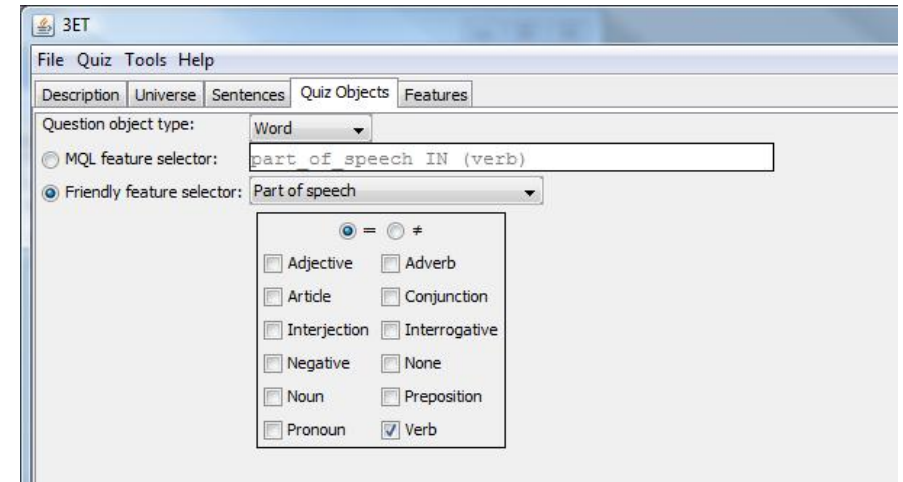 3ET
File Quiz Tools Help
Description Universe Sentences Quiz Objects Features
Question object type: Word
MQL feature selector: part_of_speech IN (verb)
Friendly feature selector: Part of speech
= ≠
Adjective Adverb
Article Conjunction
Interjection Interrogative
Negative None
Noun Preposition
Pronoun Verb